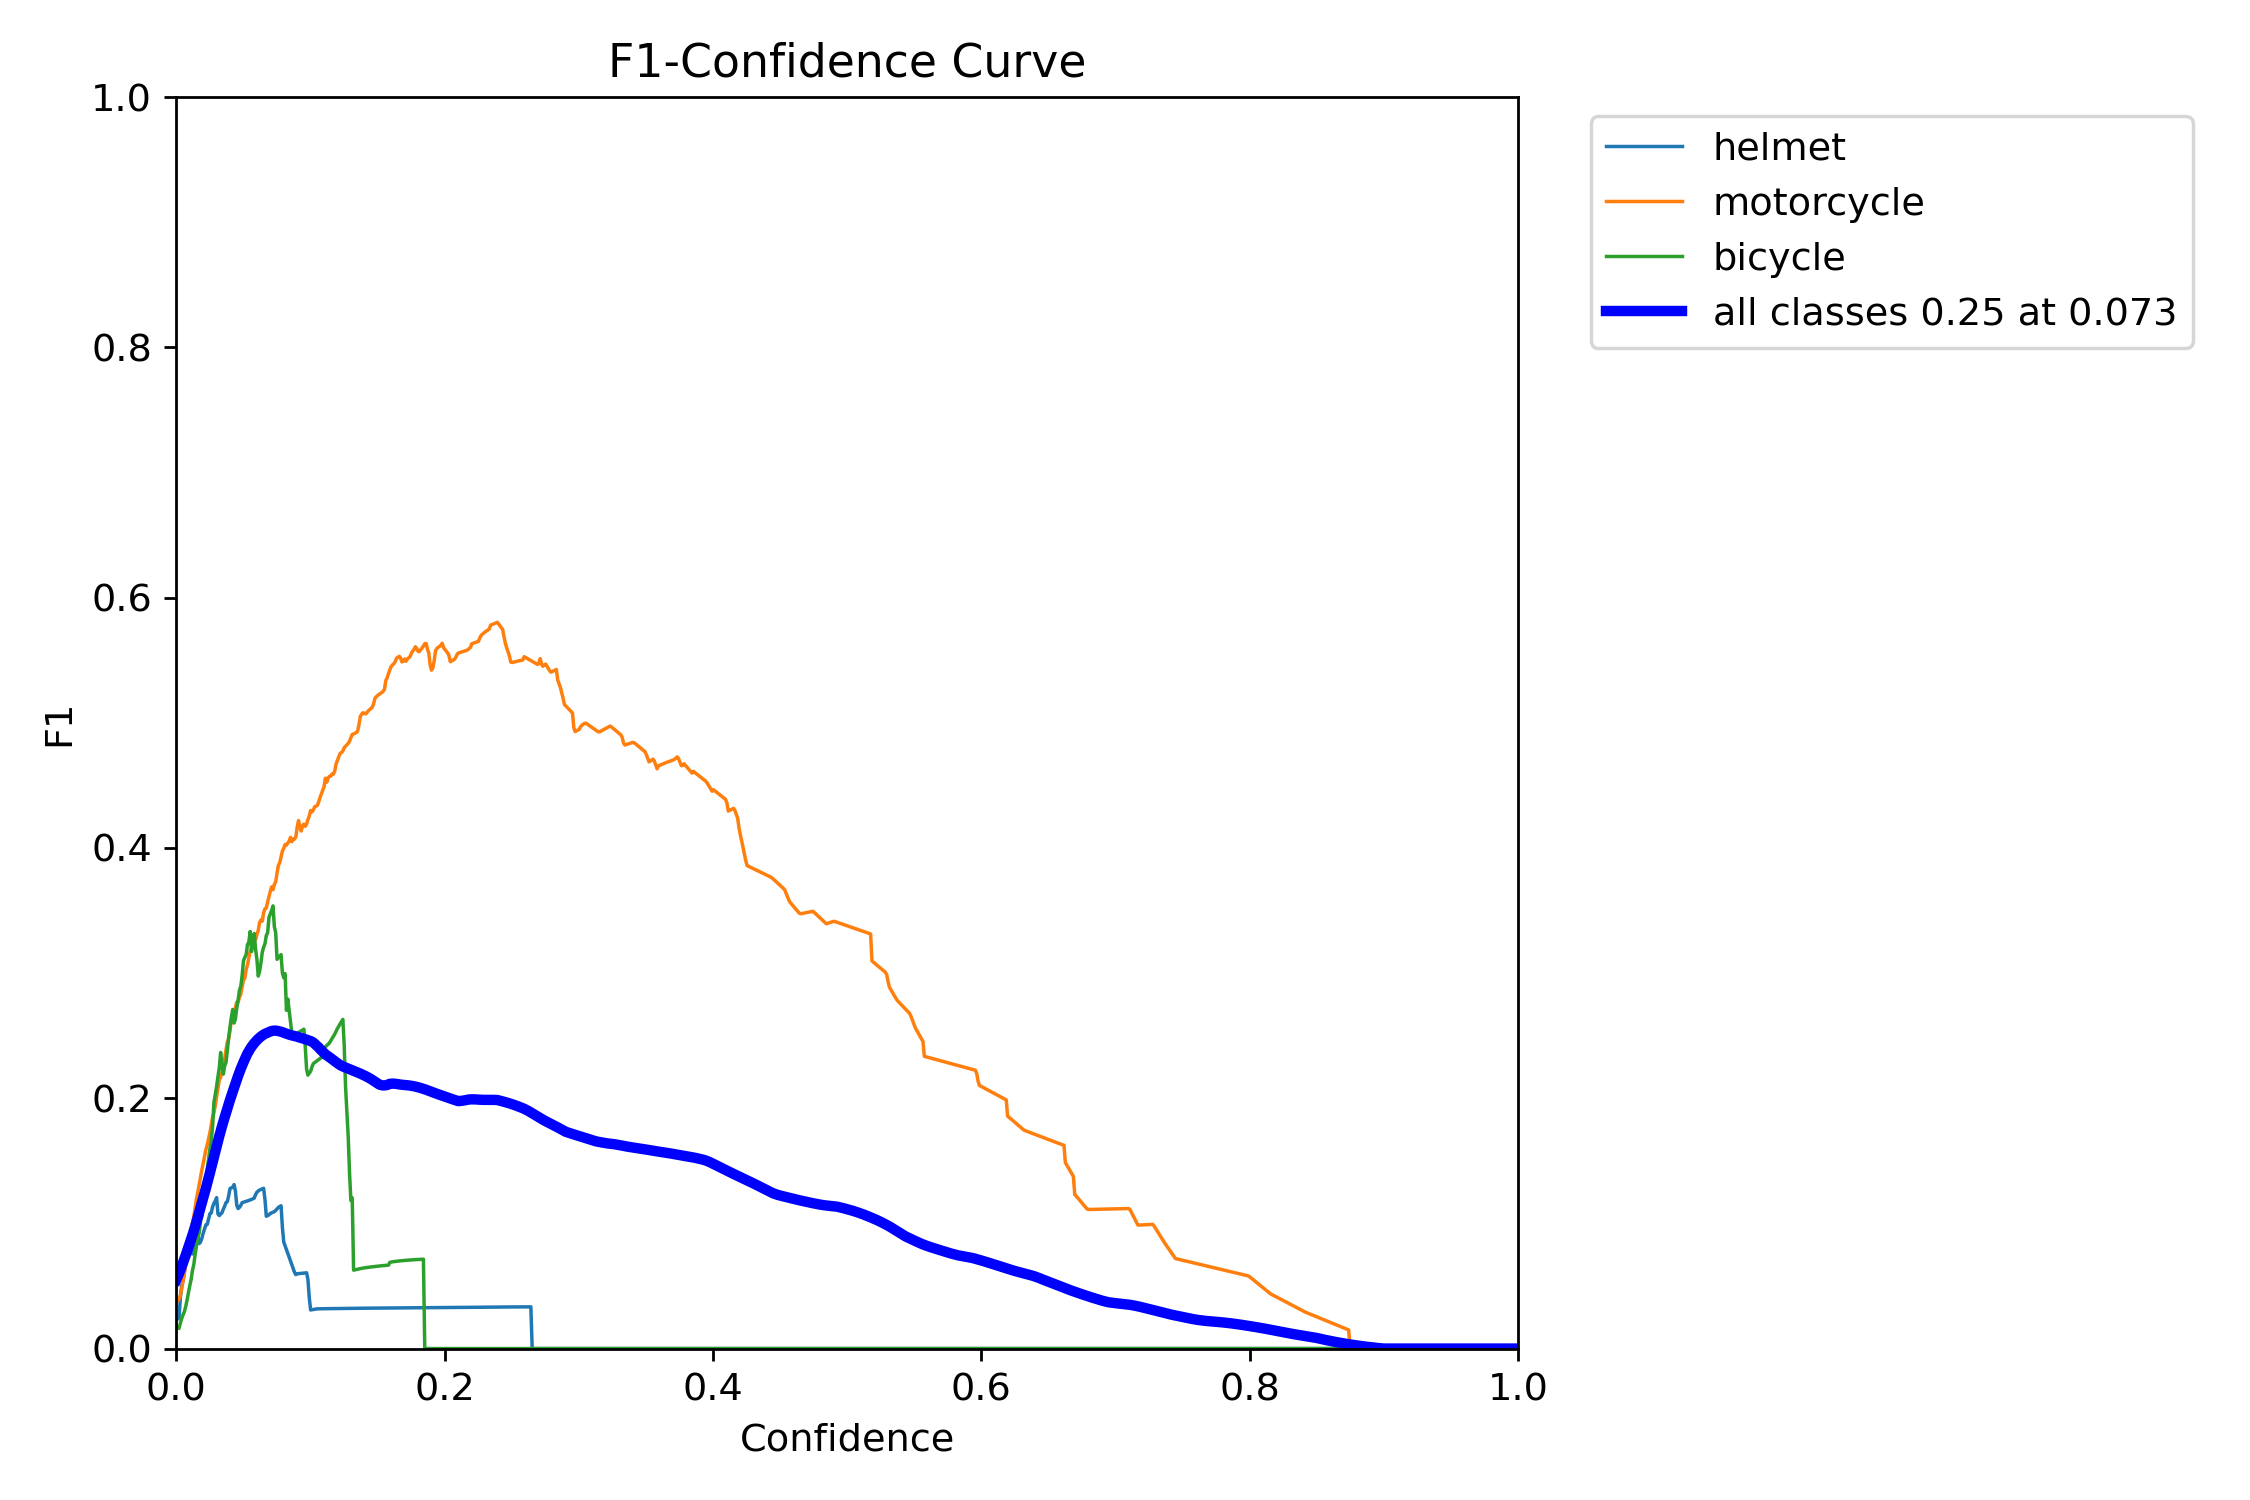 F1-Confidence Curve
1.0
0.8
0.6
0.4
0.2
0.0
F1
0.0 0.2 0.4 0.6 0.8 1.0
Confidence
helmet
motorcycle
bicycle
all classes 0.25 at 0.073